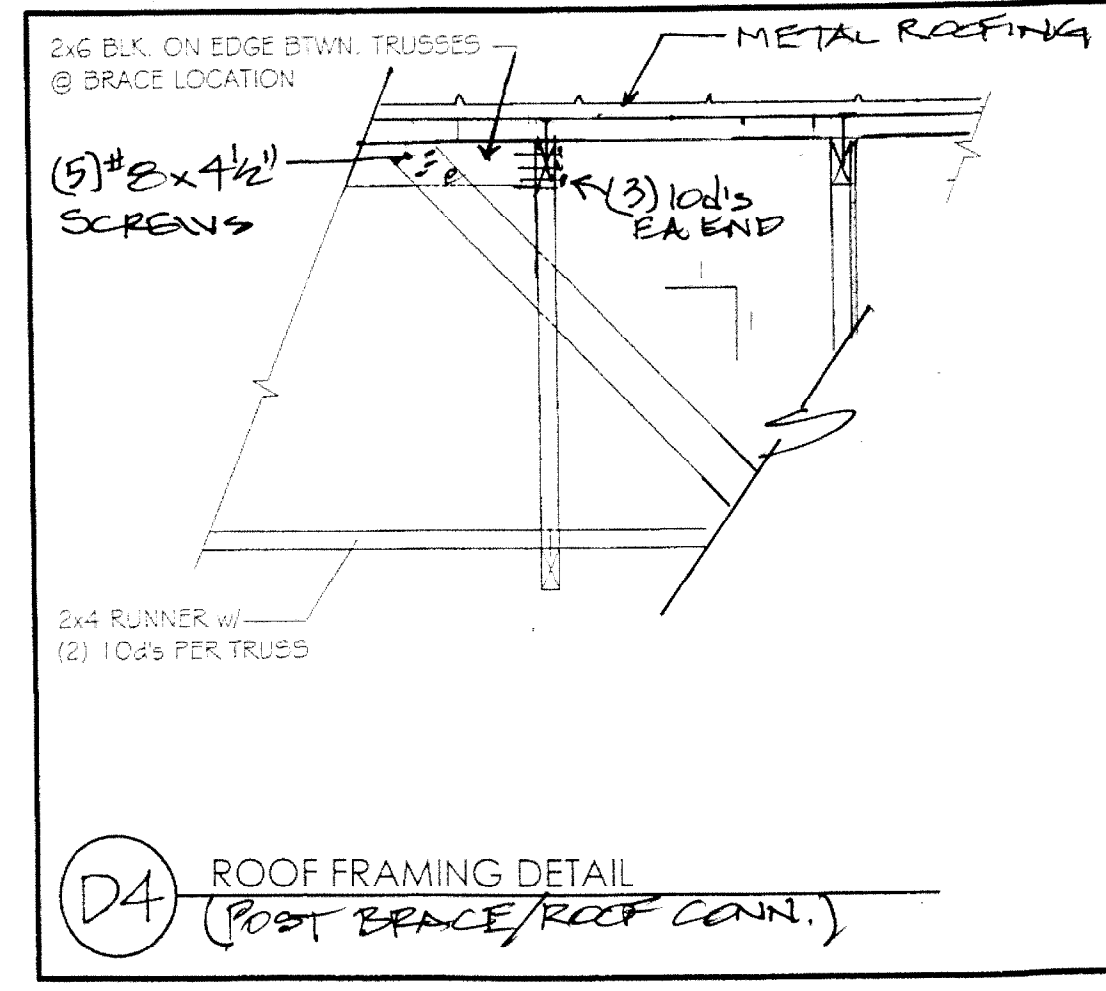 2x6 BLK. ON EDGE BTWN. TRUSSES
@ BRACE LOCATION
METAL ROOFING
(5) #8x4½"
SCREWS
(3) 10d's
EA END
2x4 RUNNER w/
(2) 10d's PER TRUSS
D4
ROOF FRAMING DETAIL
(POST BRACE/ROOF CONN.)